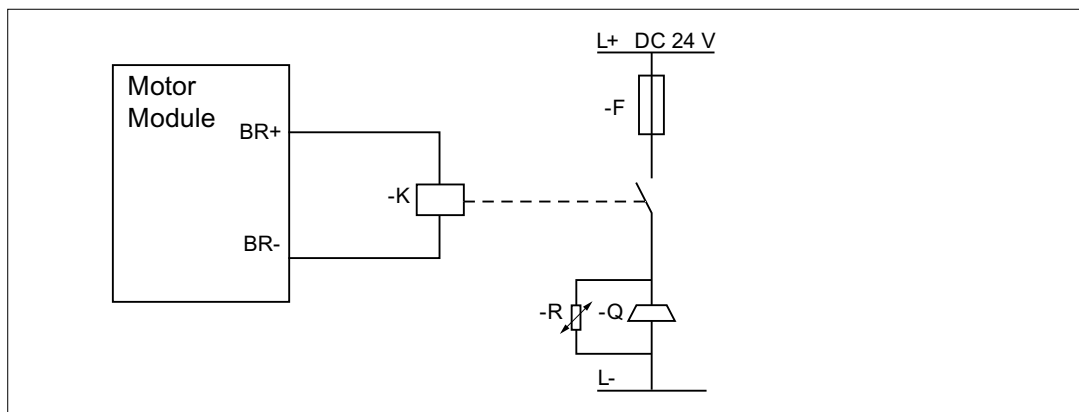 Motor
Module
BR+
BR-
-K
L+ DC 24 V
-F
-R
-Q
L-